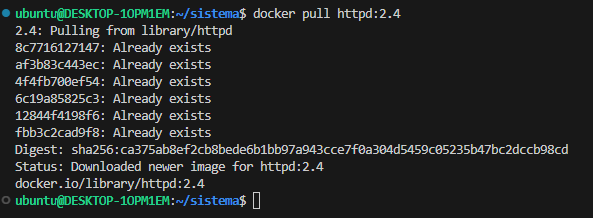 ubuntu@DESKTOP-1OPM1EM:~/sistema$ docker pull httpd:2.4
2.4: Pulling from library/httpd
8c7716127147: Already exists
af3b83c443ec: Already exists
4f4fb700ef54: Already exists
6c19a85825c3: Already exists
12844f4198f6: Already exists
fbb3c2cad9f8: Already exists
Digest: sha256:ca375ab8ef2cb8bede6b1bb97a943cce7f0a304d5459c05235b47bc2dccb98cd
Status: Downloaded newer image for httpd:2.4
docker.io/library/httpd:2.4
ubuntu@DESKTOP-1OPM1EM:~/sistema$